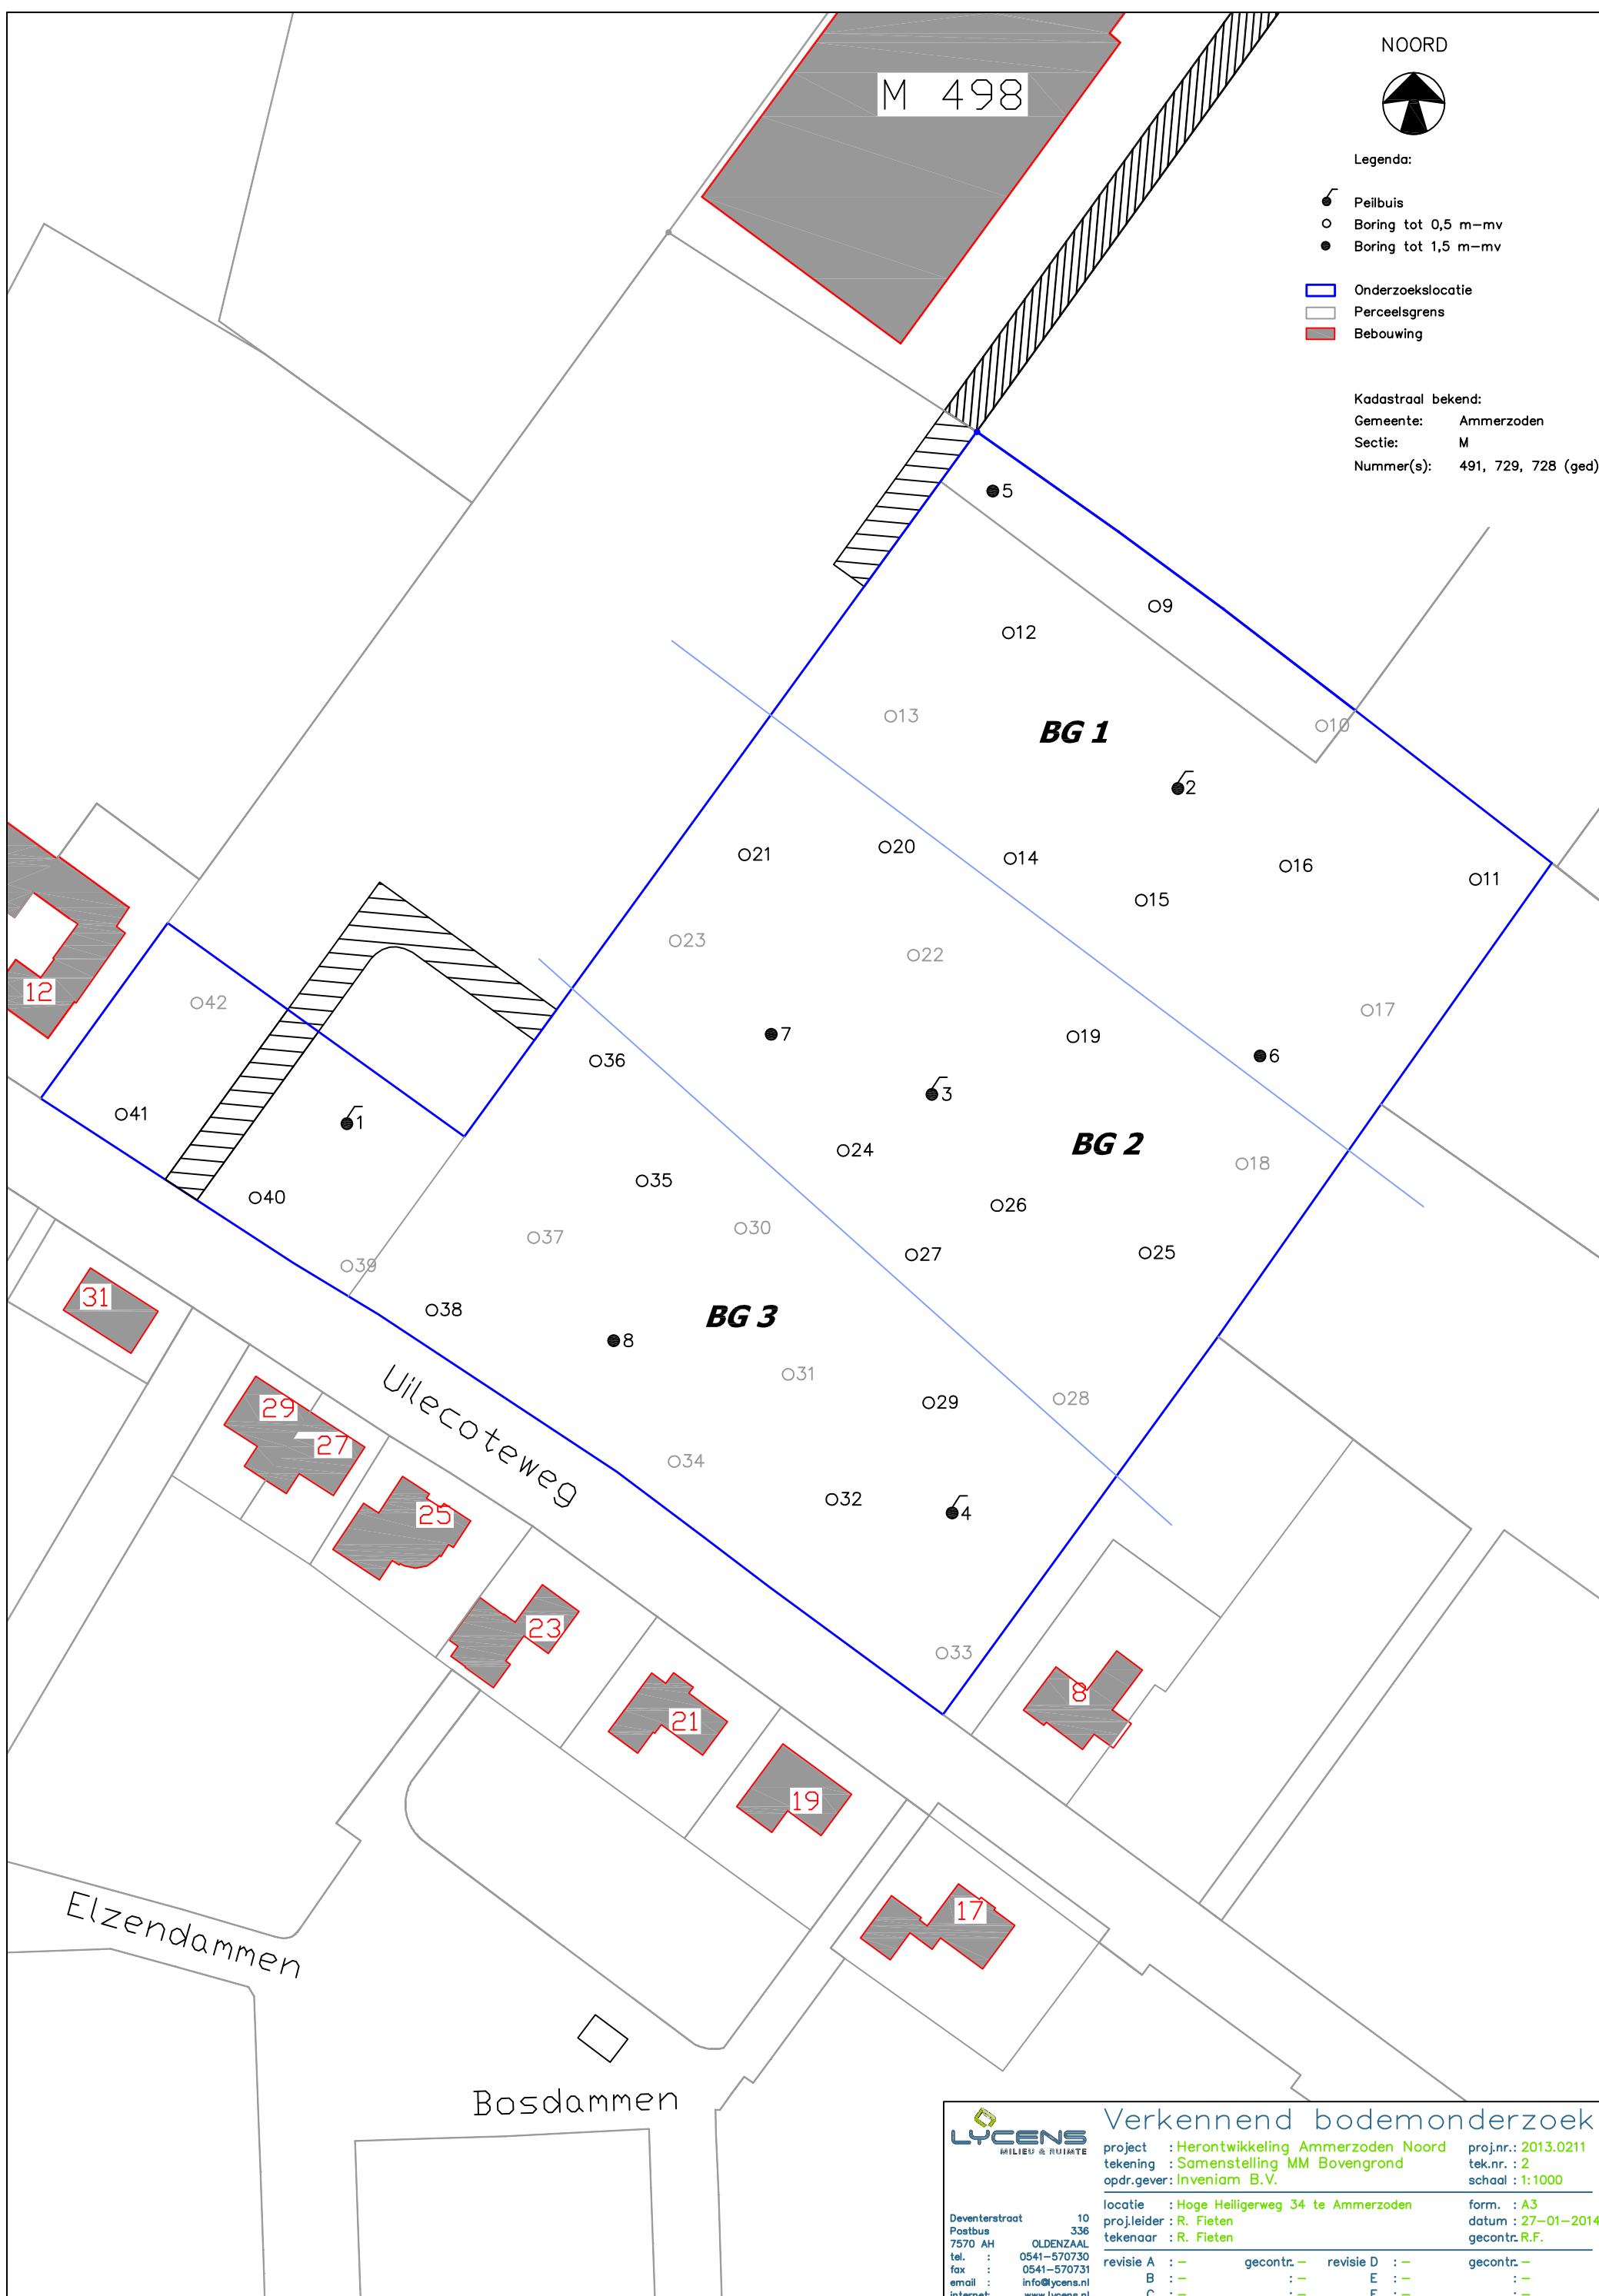 M 498
NOORD
Legenda:
Peilbuis
Boring tot 0,5 m-mv
Boring tot 1,5 m-mv
Onderzoekslocatie
Perceelsgrens
Bebouwing
Kadastraal bekend:
Gemeente: Ammerzoden
Sectie: M
Nummer(s): 491, 729, 728 (ged)
5
9
12
13
10
BG 1
2
21
20
14
16
11
15
23
22
12
42
17
7
19
6
36
3
41
1
24
BG 2
18
35
40
26
37
30
27
25
39
31
38
BG 3
8
31
28
29
29
27
Uilecoteweg
34
25
32
4
23
33
8
21
19
17
Elzendammen
Bosdammen
LYCENS
MILIEU & RUIMTE
Deventerstraat 10
Postbus 336
7570 AH OLDENZAAL
tel. : 0541-570730
fax : 0541-570731
email : info@lycens.nl
internet: www.lycens.nl
Verkennend bodemonderzoek
project : Herontwikkeling Ammerzoden Noord proj.nr.: 2013.0211
tekening : Samenstelling MM Bovengrond tek.nr. : 2
opdr.gever: Inveniam B.V. schaal : 1:1000
locatie : Hoge Heiligerweg 34 te Ammerzoden form. : A3
proj.leider : R. Fieten datum : 27-01-2014
tekenaar : R. Fieten gecontr. R.F.
revisie A : - gecontr. - revisie D : - gecontr. -
B : - : - E : - : -
C : - : - F : - : -